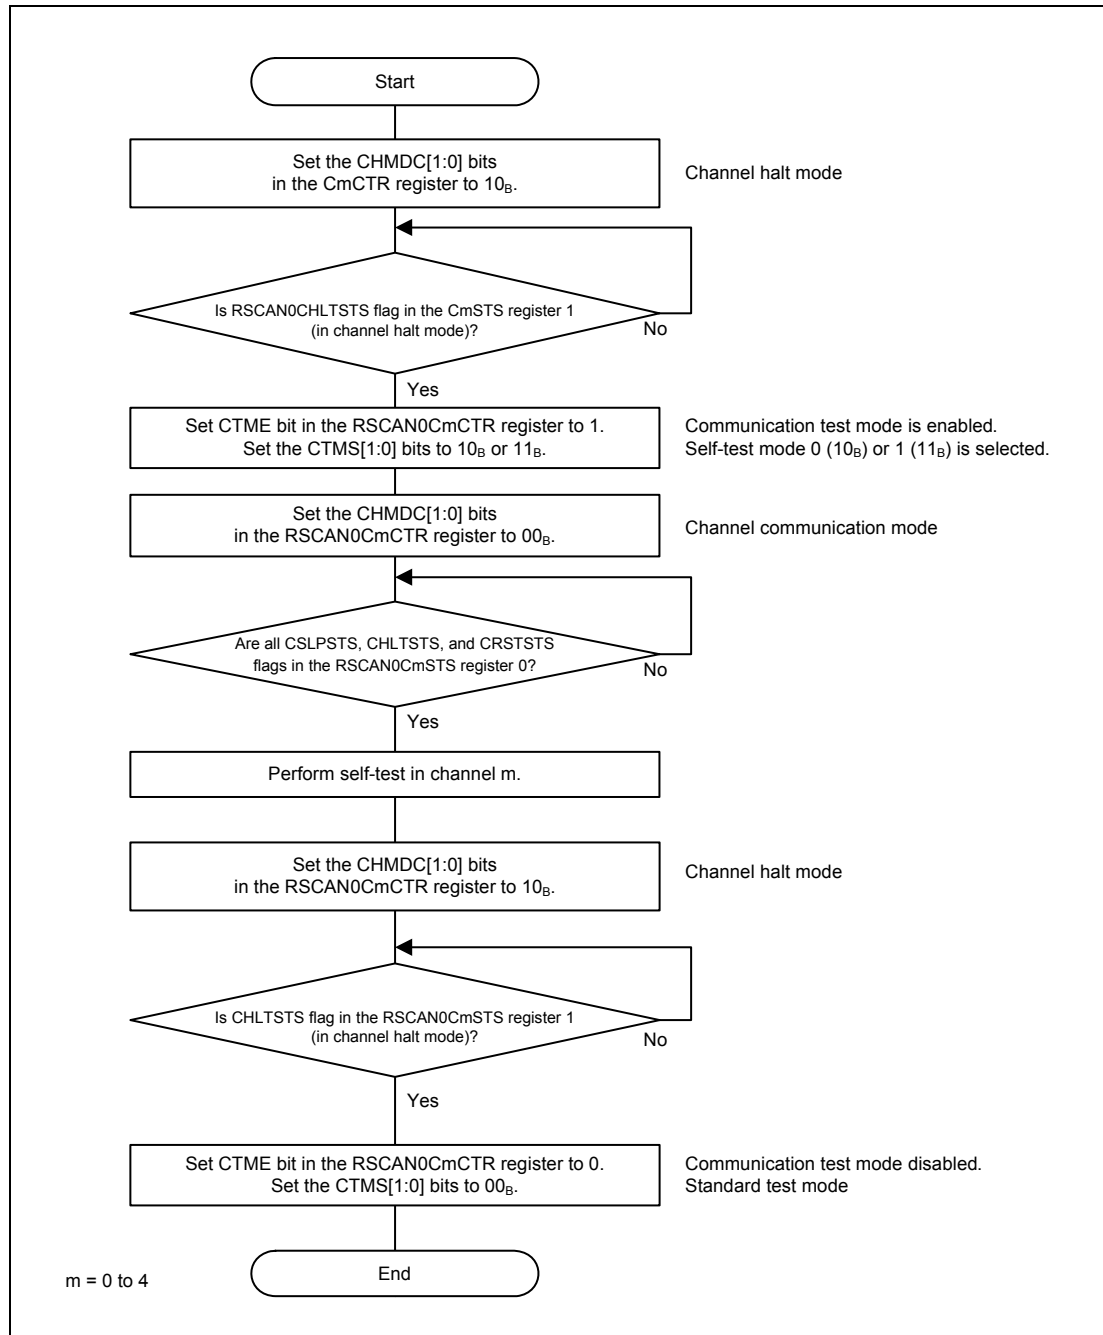 Start
Set the CHMDC[1:0] bits
in the CmCTR register to 10B.
Channel halt mode
Is RSCAN0CHLTSTS flag in the CmSTS register 1
(in channel halt mode)?
No
Yes
Set CTME bit in the RSCAN0CmCTR register to 1.
Set the CTMS[1:0] bits to 10B or 11B.
Communication test mode is enabled.
Self-test mode 0 (10B) or 1 (11B) is selected.
Set the CHMDC[1:0] bits
in the RSCAN0CmCTR register to 00B.
Channel communication mode
Are all CSLPSTS, CHLTSTS, and CRSTSTS
flags in the RSCAN0CmSTS register 0?
No
Yes
Perform self-test in channel m.
Set the CHMDC[1:0] bits
in the RSCAN0CmCTR register to 10B.
Channel halt mode
Is CHLTSTS flag in the RSCAN0CmSTS register 1
(in channel halt mode)?
No
Yes
Set CTME bit in the RSCAN0CmCTR register to 0.
Set the CTMS[1:0] bits to 00B.
Communication test mode disabled.
Standard test mode
End
m = 0 to 4